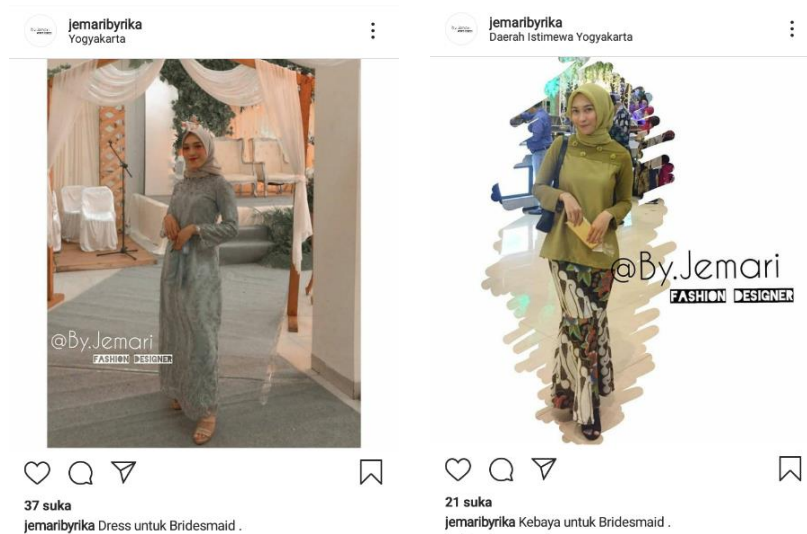 jemaribyrika
Yogyakarta
@By.Jemari
FASHION DESIGNER
37 suka
jemaribyrika Dress untuk Bridesmaid .
jemaribyrika
Daerah Istimewa Yogyakarta
@By.Jemari
FASHION DESIGNER
21 suka
jemaribyrika Kebaya untuk Bridesmaid .